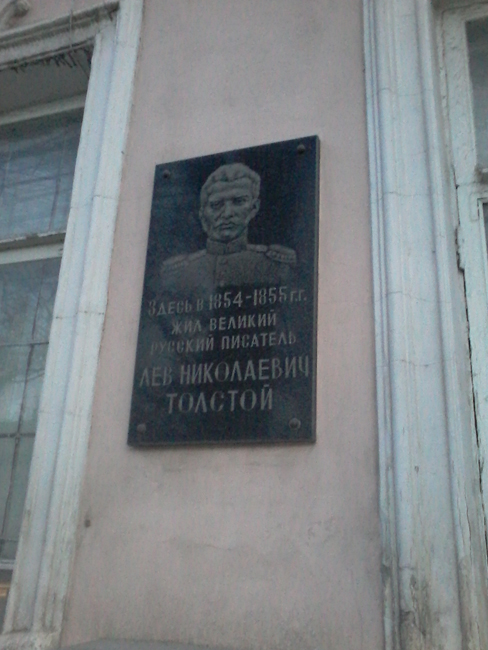 Здесь в 1854-1855 г.г.
жил великий
русский писатель
Лев Николаевич
Толстой